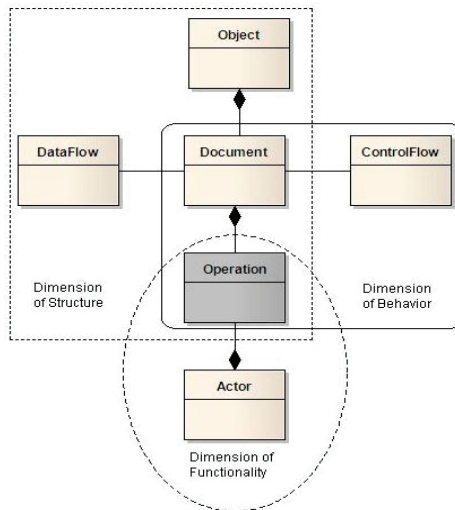 Object
DataFlow
Document
ControlFlow
Operation
Dimension
of Structure
Dimension
of Behavior
Actor
Dimension of
Functionality